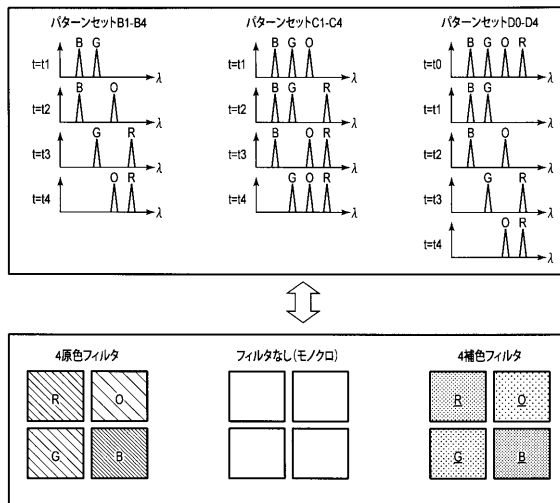 パターンセットB1-B4
B G
t=t1
λ
B O
t=t2
λ
G R
t=t3
λ
O R
t=t4
λ
パターンセットC1-C4
B G O
t=t1
λ
B G R
t=t2
λ
B O R
t=t3
λ
G O R
t=t4
λ
パターンセットD0-D4
B G O R
t=t0
λ
B G
t=t1
λ
B O
t=t2
λ
G R
t=t3
λ
O R
t=t4
λ
4原色フィルタ
R O
G B
フィルタなし(モノクロ)
4補色フィルタ
R O
G B